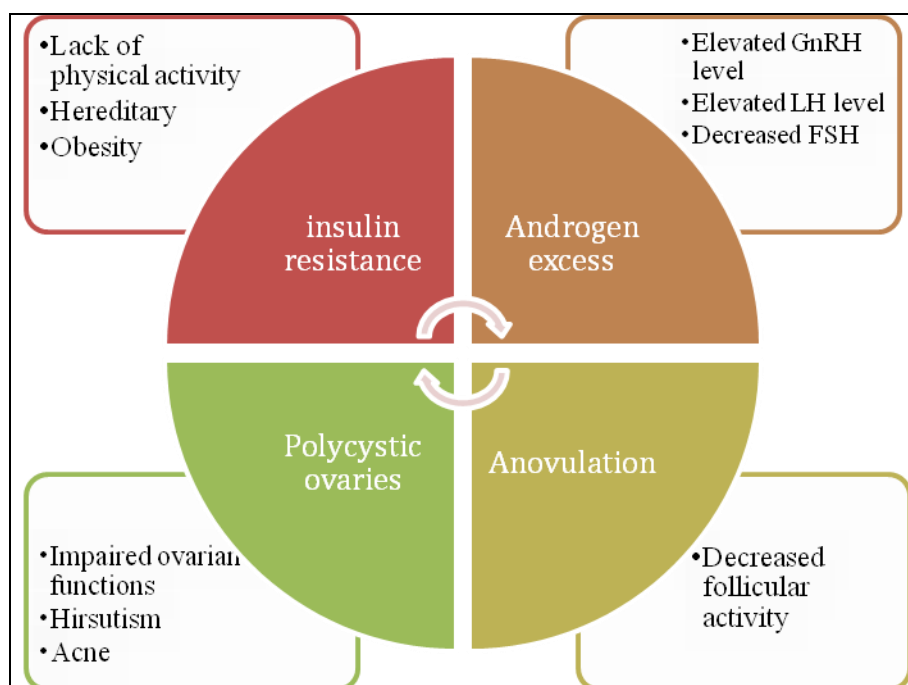 •Lack of
physical activity
•Hereditary
•Obesity
•Elevated GnRH
level
•Elevated LH level
•Decreased FSH
insulin
resistance
Androgen
excess
Polycystic
ovaries
Anovulation
•Impaired ovarian
functions
•Hirsutism
•Acne
•Decreased
follicular
activity